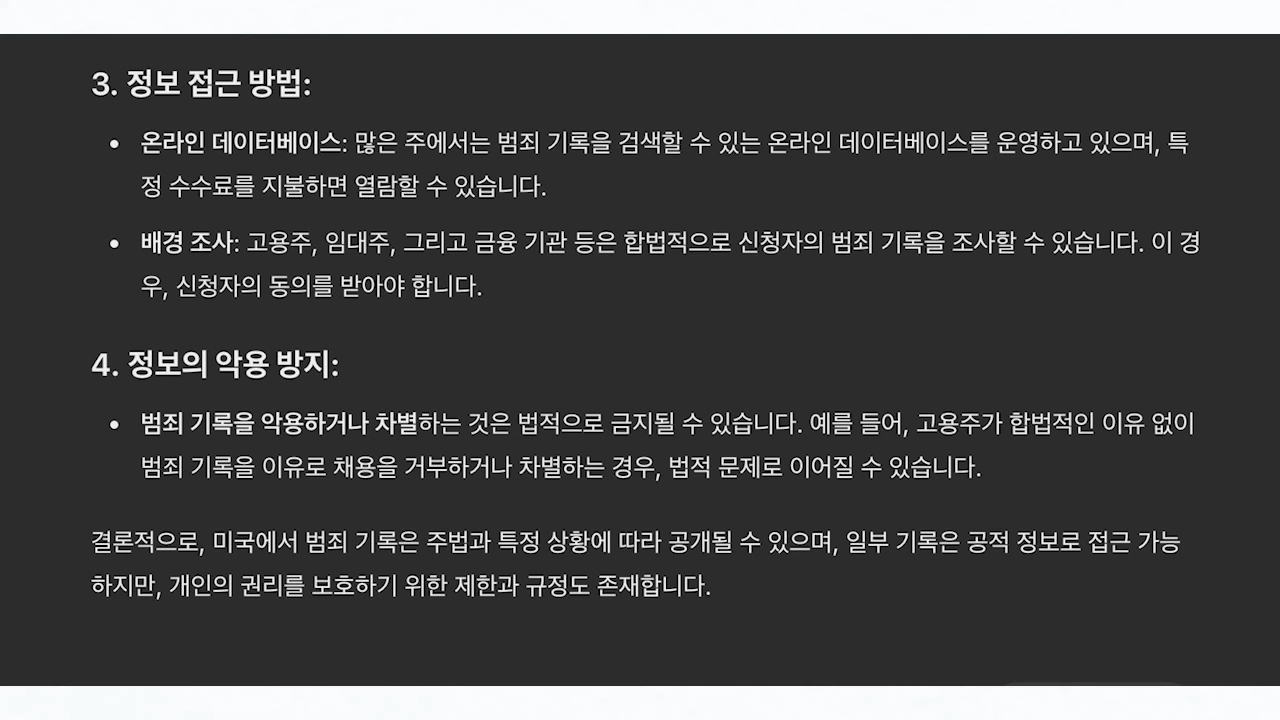 3. 정보 접근 방법:
• 온라인 데이터베이스: 많은 주에서는 범죄 기록을 검색할 수 있는 온라인 데이터베이스를 운영하고 있으며, 특
정 수수료를 지불하면 열람할 수 있습니다.
• 배경 조사: 고용주, 임대주, 그리고 금융 기관 등은 합법적으로 신청자의 범죄 기록을 조사할 수 있습니다. 이 경
우, 신청자의 동의를 받아야 합니다.
4. 정보의 악용 방지:
• 범죄 기록을 악용하거나 차별하는 것은 법적으로 금지될 수 있습니다. 예를 들어, 고용주가 합법적인 이유 없이
범죄 기록을 이유로 채용을 거부하거나 차별하는 경우, 법적 문제로 이어질 수 있습니다.
결론적으로, 미국에서 범죄 기록은 주법과 특정 상황에 따라 공개될 수 있으며, 일부 기록은 공적 정보로 접근 가능
하지만, 개인의 권리를 보호하기 위한 제한과 규정도 존재합니다.